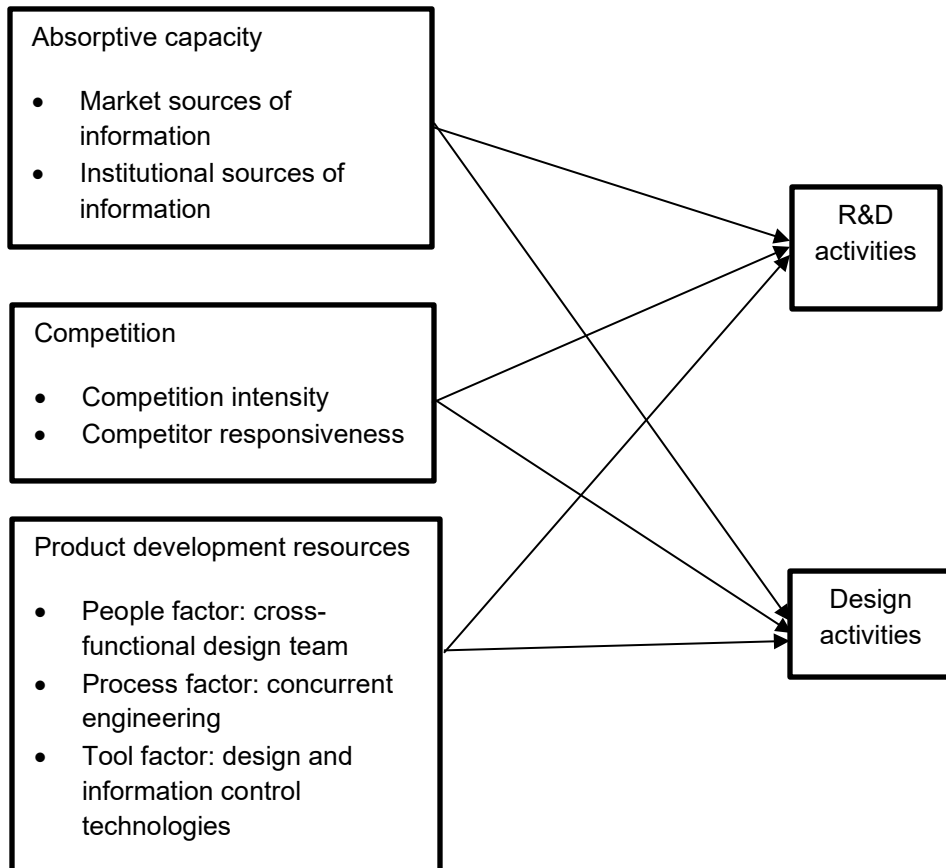 Absorptive capacity
• Market sources of
information
• Institutional sources of
information
R&D
activities
Competition
• Competition intensity
• Competitor responsiveness
Product development resources
• People factor: cross-
functional design team
• Process factor: concurrent
engineering
• Tool factor: design and
information control
technologies
Design
activities